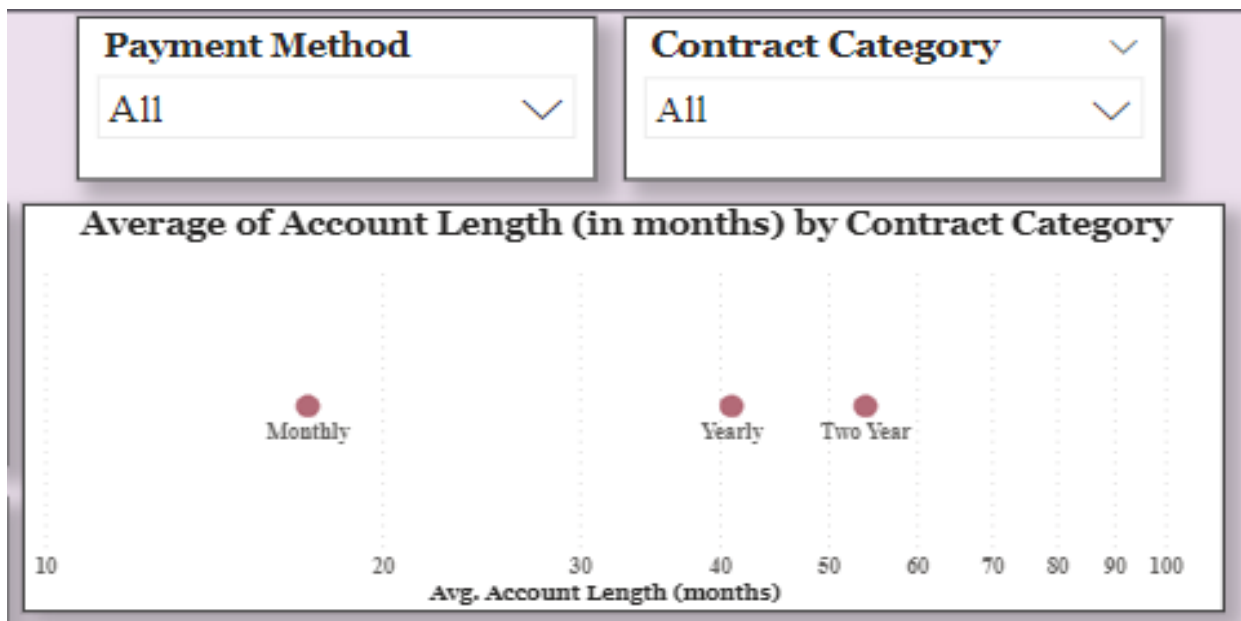 Payment Method
All
Contract Category
All
Average of Account Length (in months) by Contract Category
Monthly
Yearly
Two Year
10 20 30 40 50 60 70 80 90 100
Avg. Account Length (months)